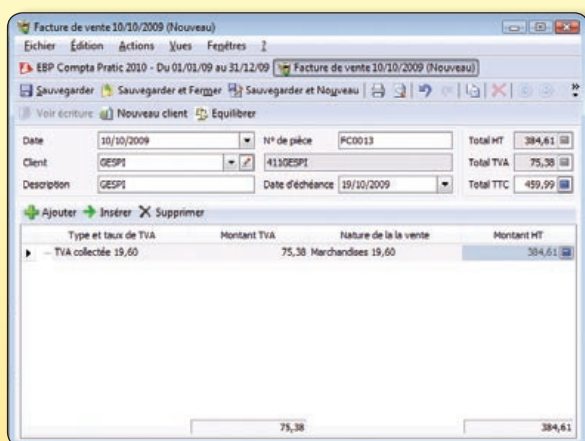 Facture de vente 10/10/2009 (Nouveau)
Fichier Édition Actions Vues Fenêtres ?
EBP Compta Pratic 2010 - Du 01/01/09 au 31/12/09 Facture de vente 10/10/2009 (Nouveau)
Sauvegarder Sauvegarder et Fermer Sauvegarder et Nouveau
Voir écriture Nouveau client Equilibrer
Date 10/10/2009 N° de pièce FC0013 Total HT 384,61
Client GESPI 411GESPI Total TVA 75,38
Description GESPI Date d'échéance 19/10/2009 Total TTC 459,99
Ajouter Insérer Supprimer
Type et taux de TVA Montant TVA Nature de la la vente Montant HT
TVA collectée 19,60 75,38 Marchandises 19,60 384,61
75,38 384,61